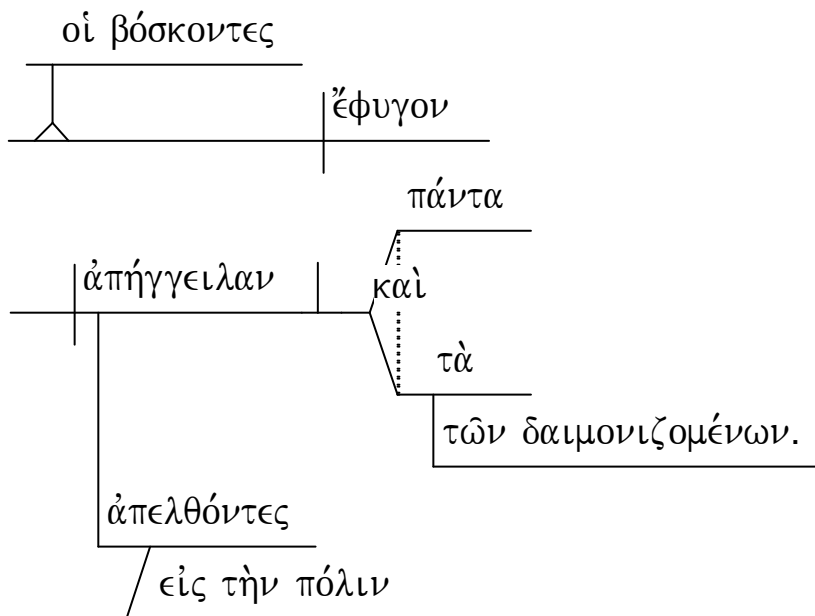 οἱ βόσκοντες
ἔφυγον
πάντα
ἀπήγγειλαν
καὶ
τὰ
τῶν δαιμονιζομένων.
ἀπελθόντες
εἰς τὴν πόλιν